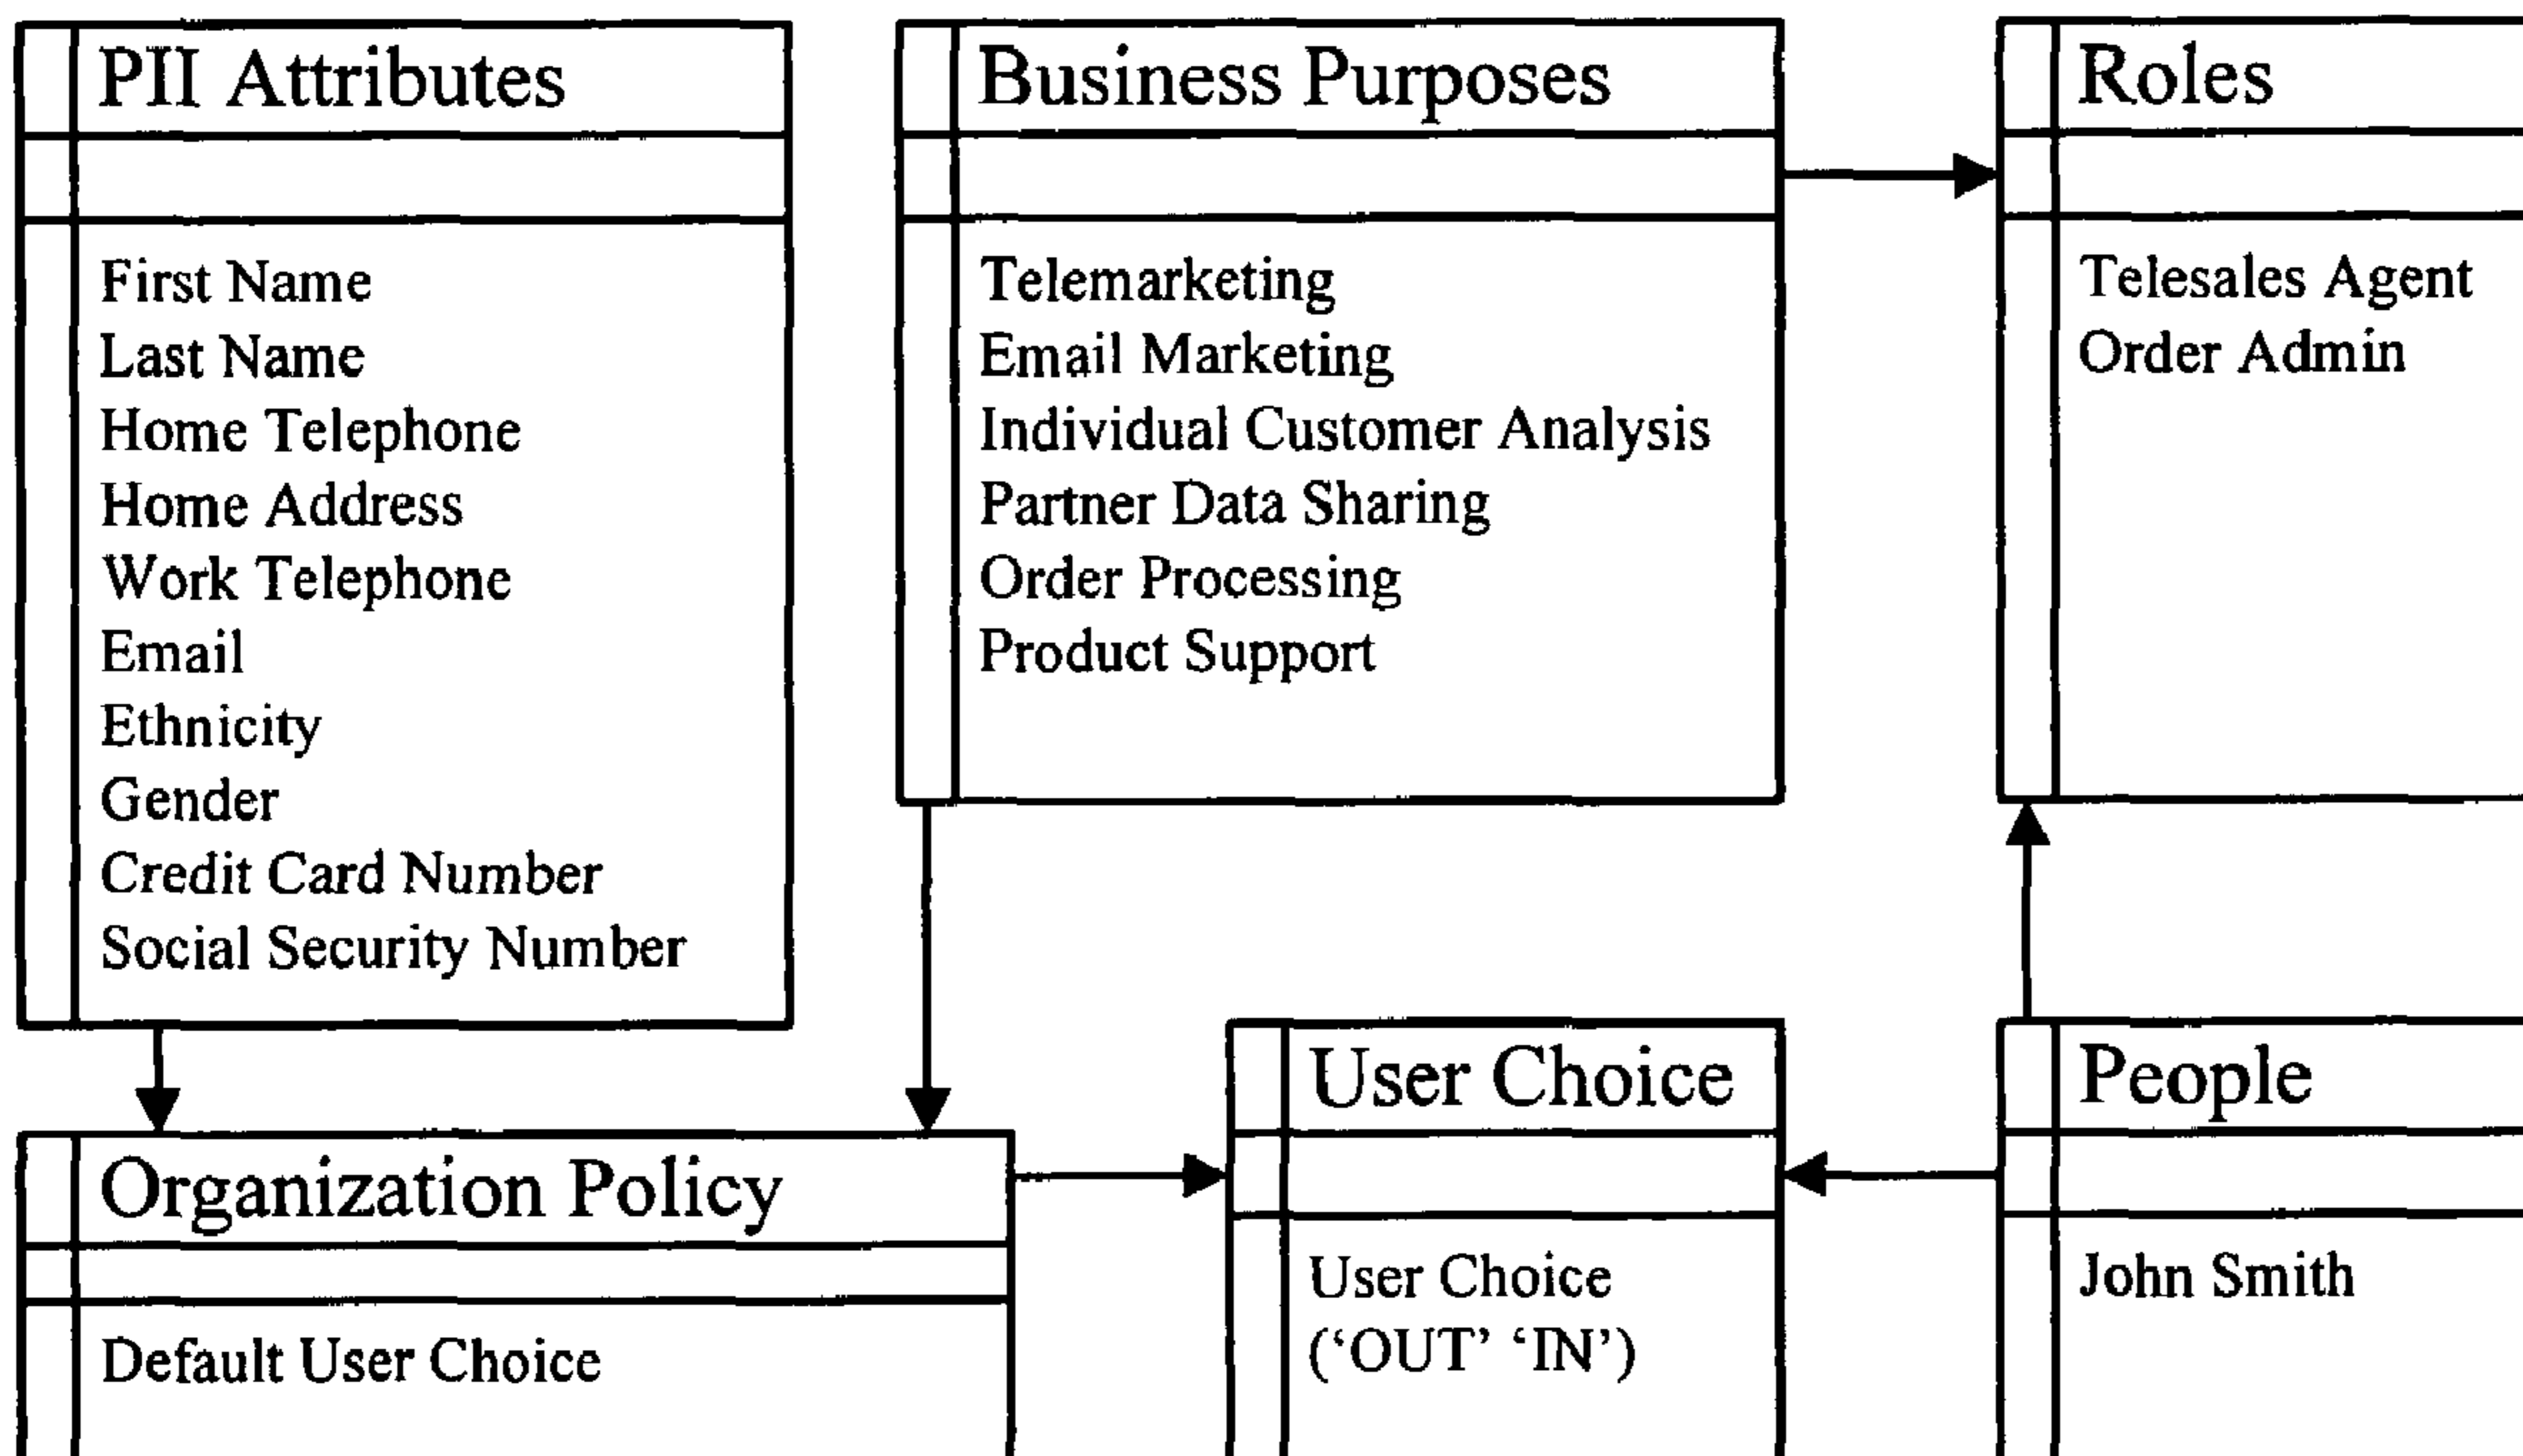 PII Attributes
First Name
Last Name
Home Telephone
Home Address
Work Telephone
Email
Ethnicity
Gender
Credit Card Number
Social Security Number
Business Purposes
Telemarketing
Email Marketing
Individual Customer Analysis
Partner Data Sharing
Order Processing
Product Support
Roles
Telesales Agent
Order Admin
Organization Policy
Default User Choice
User Choice
User Choice
(‘OUT’ ‘IN’)
People
John Smith